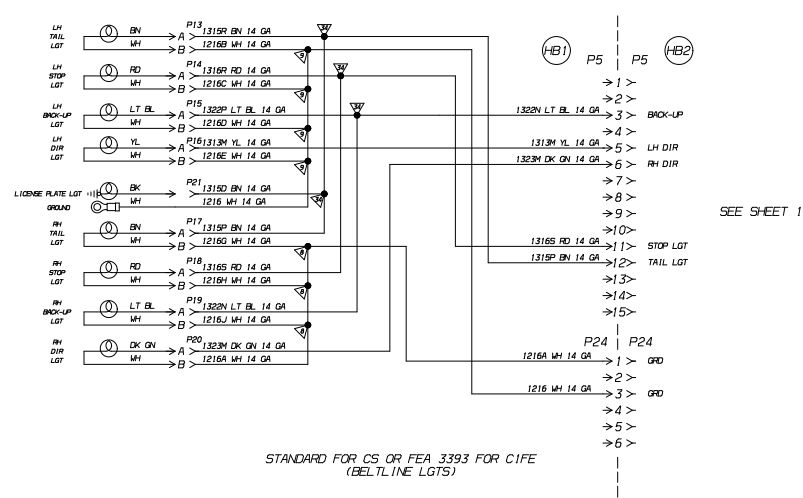 LH TAIL LGT
BN
WH
P13
A
B
1315R BN 14 GA
1216B WH 14 GA
34
9
LH STOP LGT
RD
WH
P14
A
B
1316R RD 14 GA
1216C WH 14 GA
34
9
LH BACK-UP LGT
LT BL
WH
P15
A
B
1322P LT BL 14 GA
1216D WH 14 GA
34
9
LH DIR LGT
YL
WH
P16
A
B
1313M YL 14 GA
1216E WH 14 GA
9
LICENSE PLATE LGT
BK
P21
1315D BN 14 GA
34
GROUND
WH
1216 WH 14 GA
RH TAIL LGT
BN
WH
P17
A
B
1315P BN 14 GA
1216G WH 14 GA
8
RH STOP LGT
RD
WH
P18
A
B
1316S RD 14 GA
1216H WH 14 GA
8
RH BACK-UP LGT
LT BL
WH
P19
A
B
1322N LT BL 14 GA
1216J WH 14 GA
8
RH DIR LGT
DK GN
WH
P20
A
B
1323M DK GN 14 GA
1216A WH 14 GA
HB1
HB2
P5
P5
1
2
1322N LT BL 14 GA
3
BACK-UP
4
1313M YL 14 GA
5
LH DIR
1323M DK GN 14 GA
6
RH DIR
7
8
9
10
1316S RD 14 GA
11
STOP LGT
1315P BN 14 GA
12
TAIL LGT
13
14
15
SEE SHEET 1
P24
P24
1216A WH 14 GA
1
GRD
2
1216 WH 14 GA
3
GRD
4
5
6
STANDARD FOR CS OR FEA 3393 FOR C1FE
(BELTLINE LGTS)